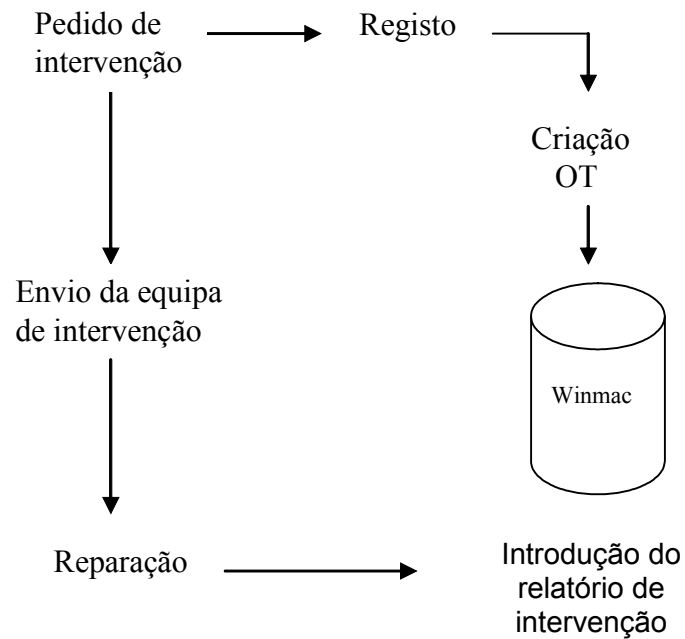 Pedido de
intervenção
Registo
Criação
OT
Envio da equipa
de intervenção
Winmac
Reparação
Introdução do
relatório de
intervenção